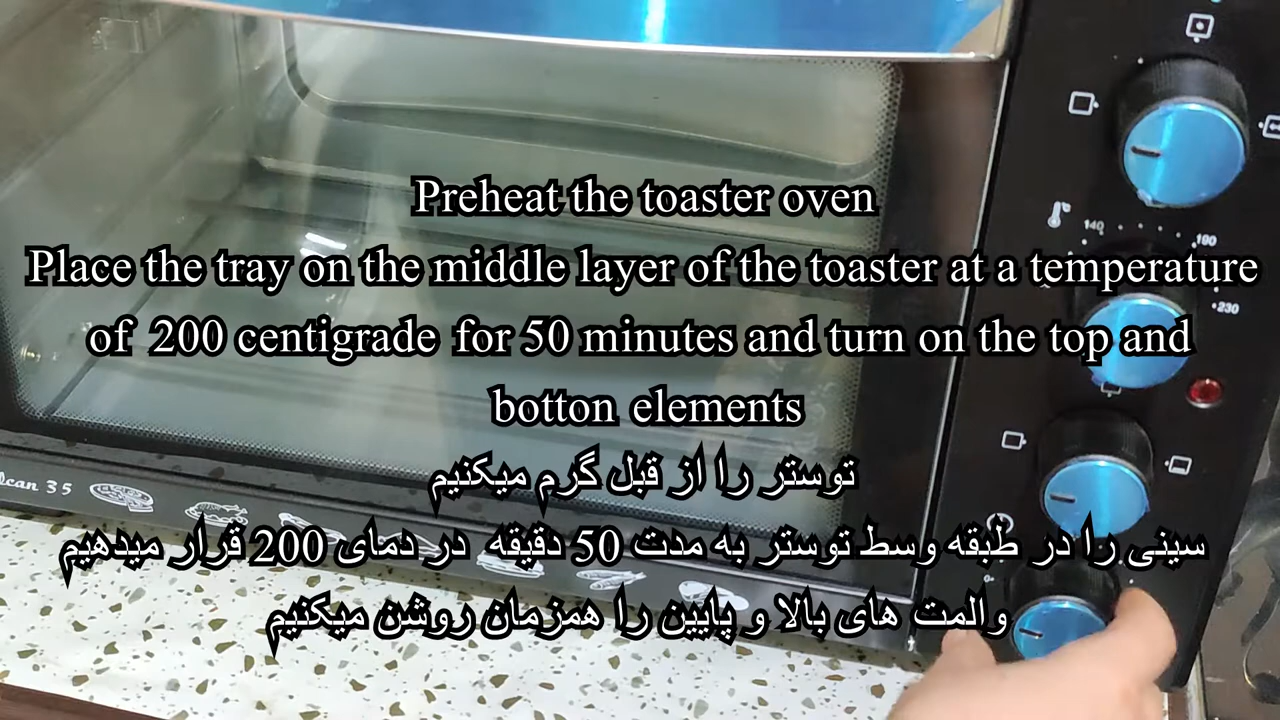 Preheat the toaster oven
Place the tray on the middle layer of the toaster at a temperature
of 200 centigrade for 50 minutes and turn on the top and
botton elements
توستر را از قبل گرم میکنیم
سینی را در طبقه وسط توستر به مدت 50 دقیقه در دمای 200 قرار میدهیم
والمت های بالا و پایین را همزمان روشن میکنیم
140
190
230
35